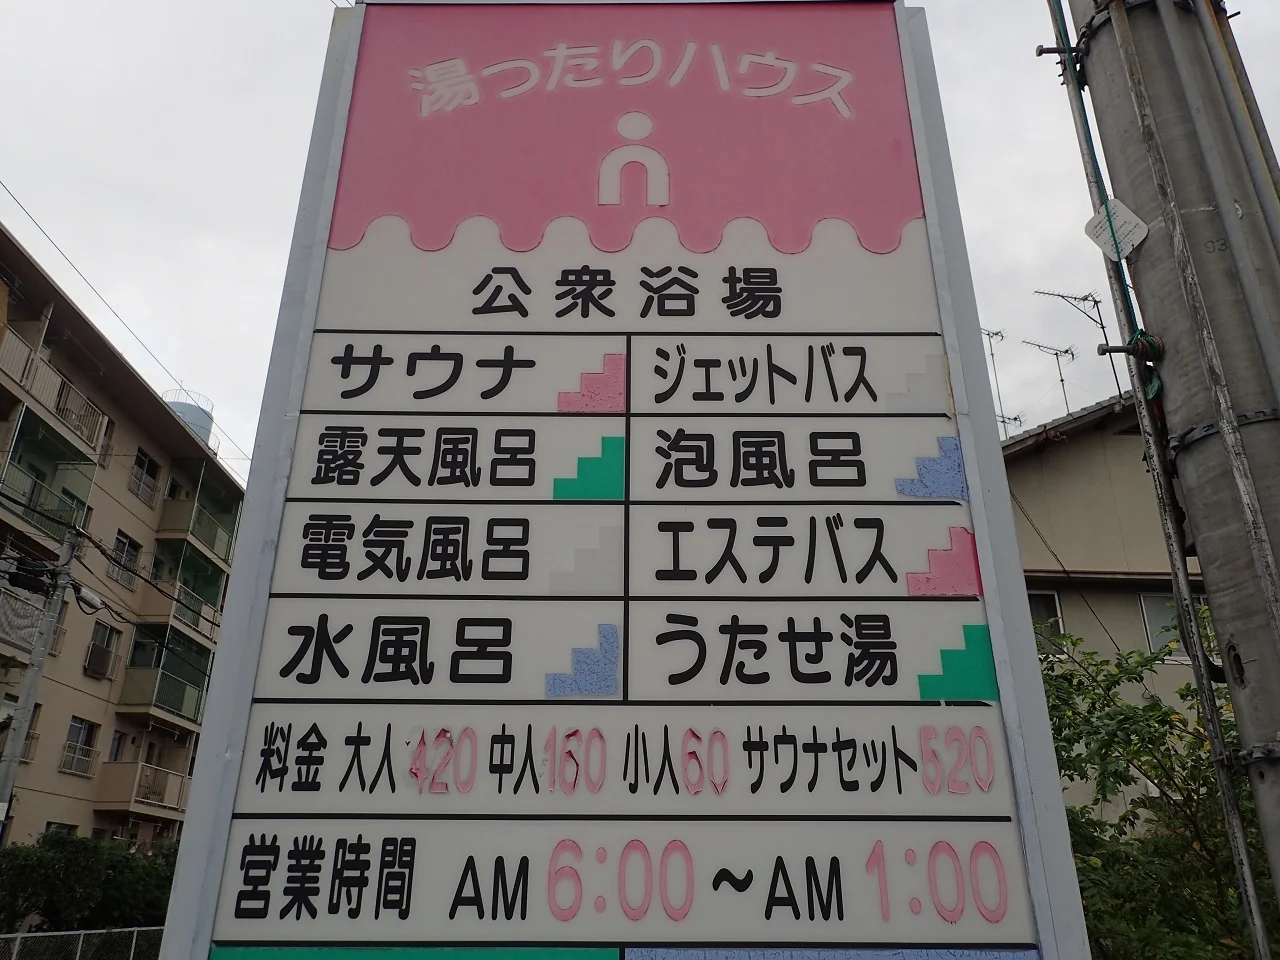 湯ったりハウス
公衆浴場
サウナ ジェットバス
露天風呂 泡風呂
電気風呂 エステバス
水風呂 うたせ湯
料金 大人420 中人160 小人60 サウナセット520
営業時間 AM 6:00～AM 1:00
93